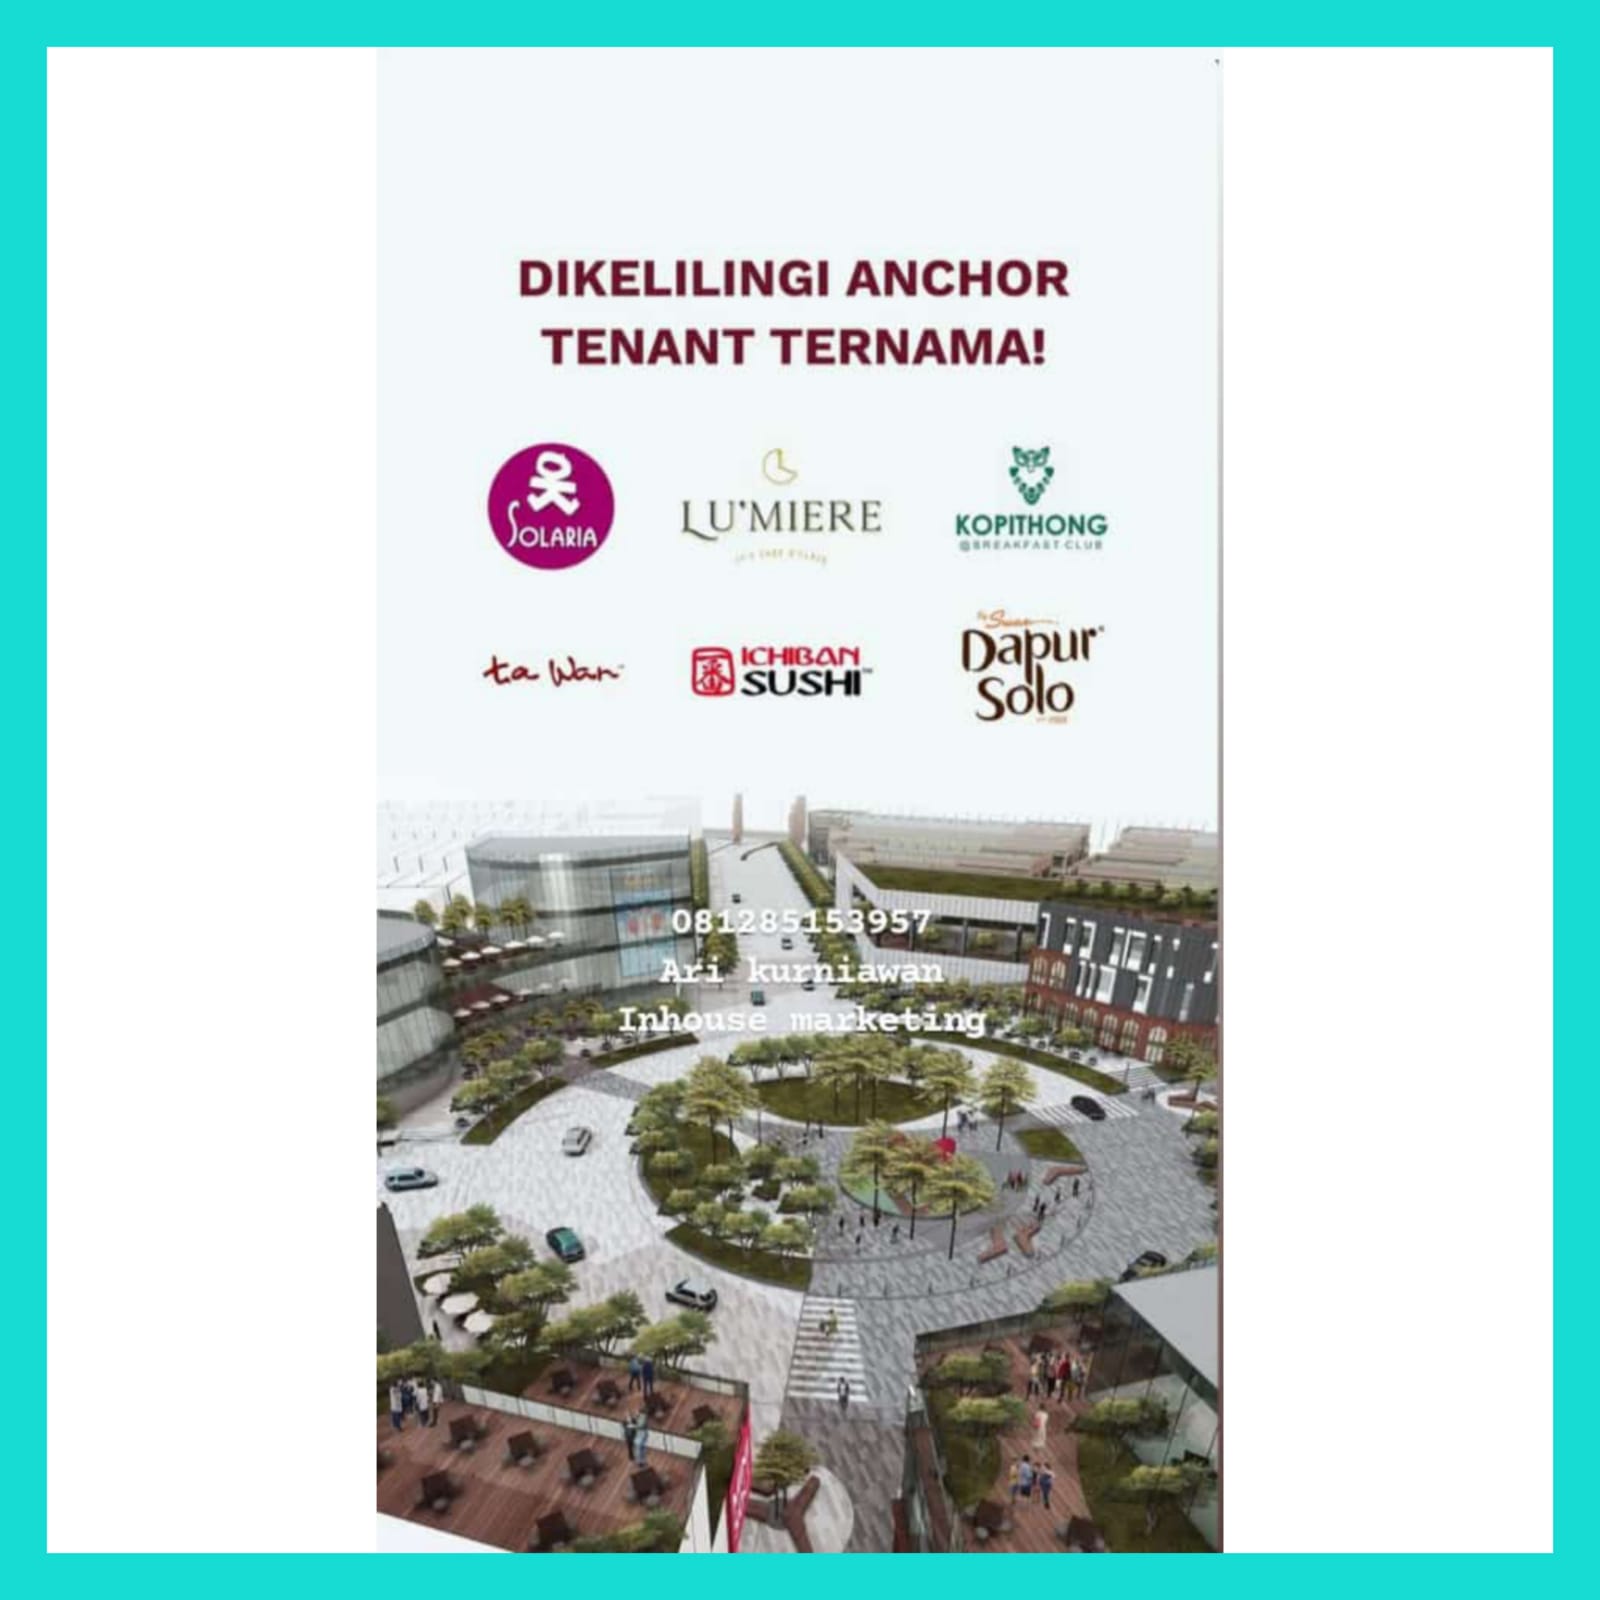 DIKELILINGI ANCHOR
TENANT TERNAMA!
SOLARIA
LU'MIERE
KOPITHONG
@BREAKFAST.CLUB
ta Wan
ICHIBAN
SUSHI
Dapur
Solo
081285153957
Ari kurniawan
Inhouse marketing